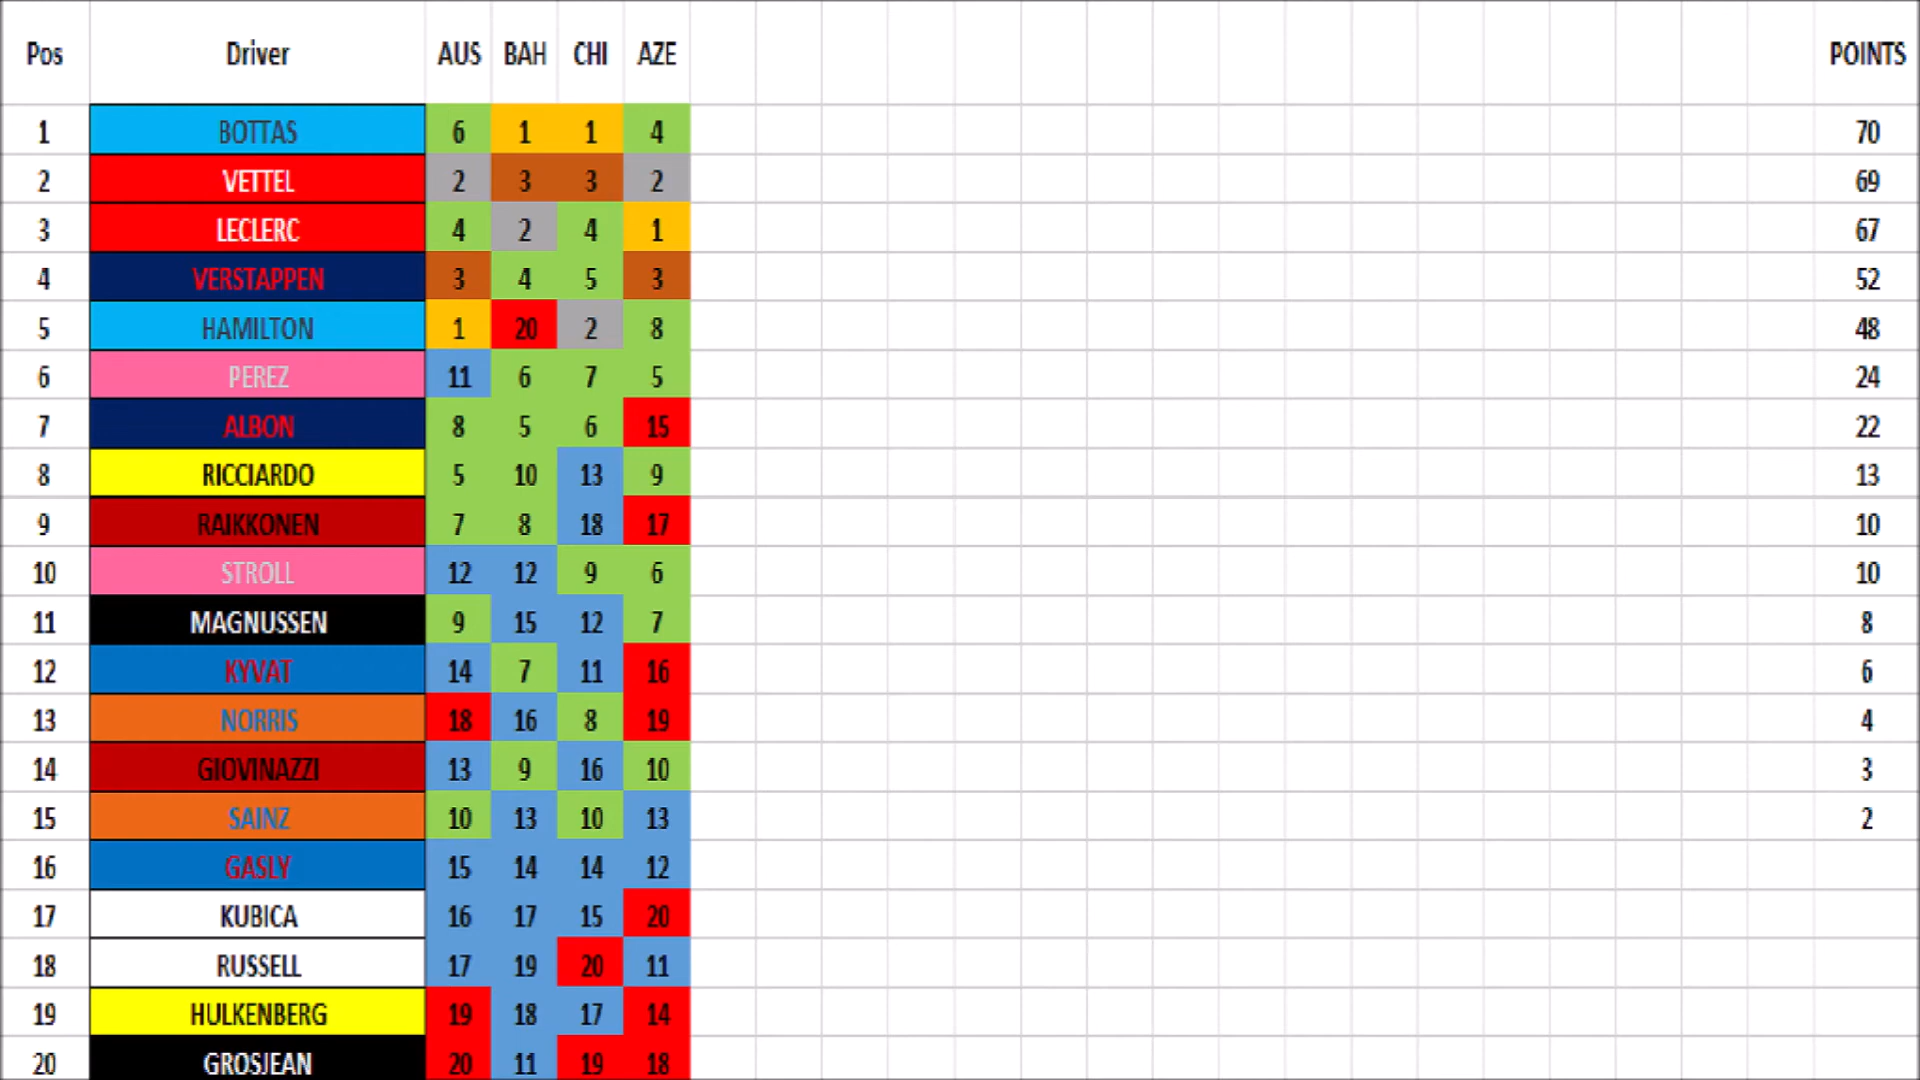 Pos Driver AUS BAH CHI AZE POINTS
1 BOTTAS 6 1 1 4 70
2 VETTEL 2 3 3 2 69
3 LECLERC 4 2 4 1 67
4 VERSTAPPEN 3 4 5 3 52
5 HAMILTON 1 20 2 8 48
6 PEREZ 11 6 7 5 24
7 ALBON 8 5 6 15 22
8 RICCIARDO 5 10 13 9 13
9 RAIKKONEN 7 8 18 17 10
10 STROLL 12 12 9 6 10
11 MAGNUSSEN 9 15 12 7 8
12 KYVAT 14 7 11 16 6
13 NORRIS 18 16 8 19 4
14 GIOVINAZZI 13 9 16 10 3
15 SAINZ 10 13 10 13 2
16 GASLY 15 14 14 12
17 KUBICA 16 17 15 20
18 RUSSELL 17 19 20 11
19 HULKENBERG 19 18 17 14
20 GROSJEAN 20 11 19 18